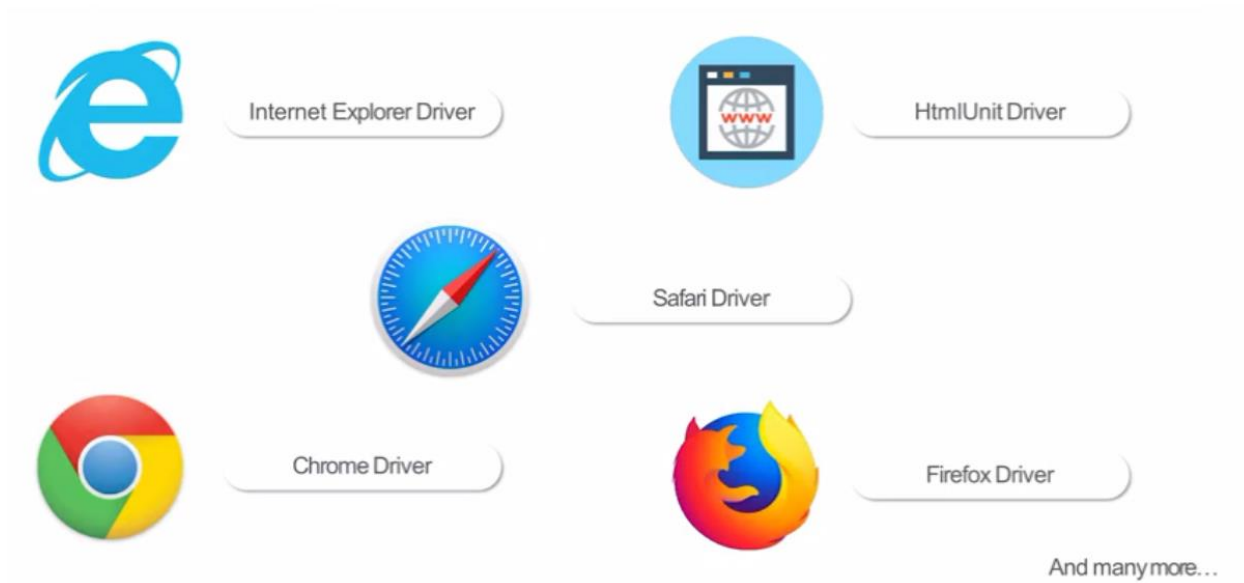 Internet Explorer Driver
HtmlUnit Driver
www
Safari Driver
Chrome Driver
Firefox Driver
And many more...